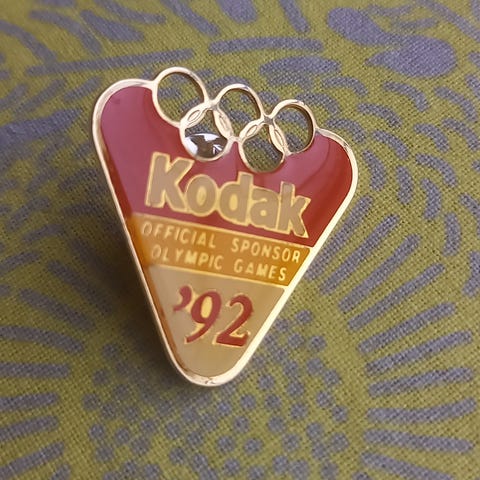 Kodak
OFFICIAL SPONSOR
OLYMPIC GAMES
'92